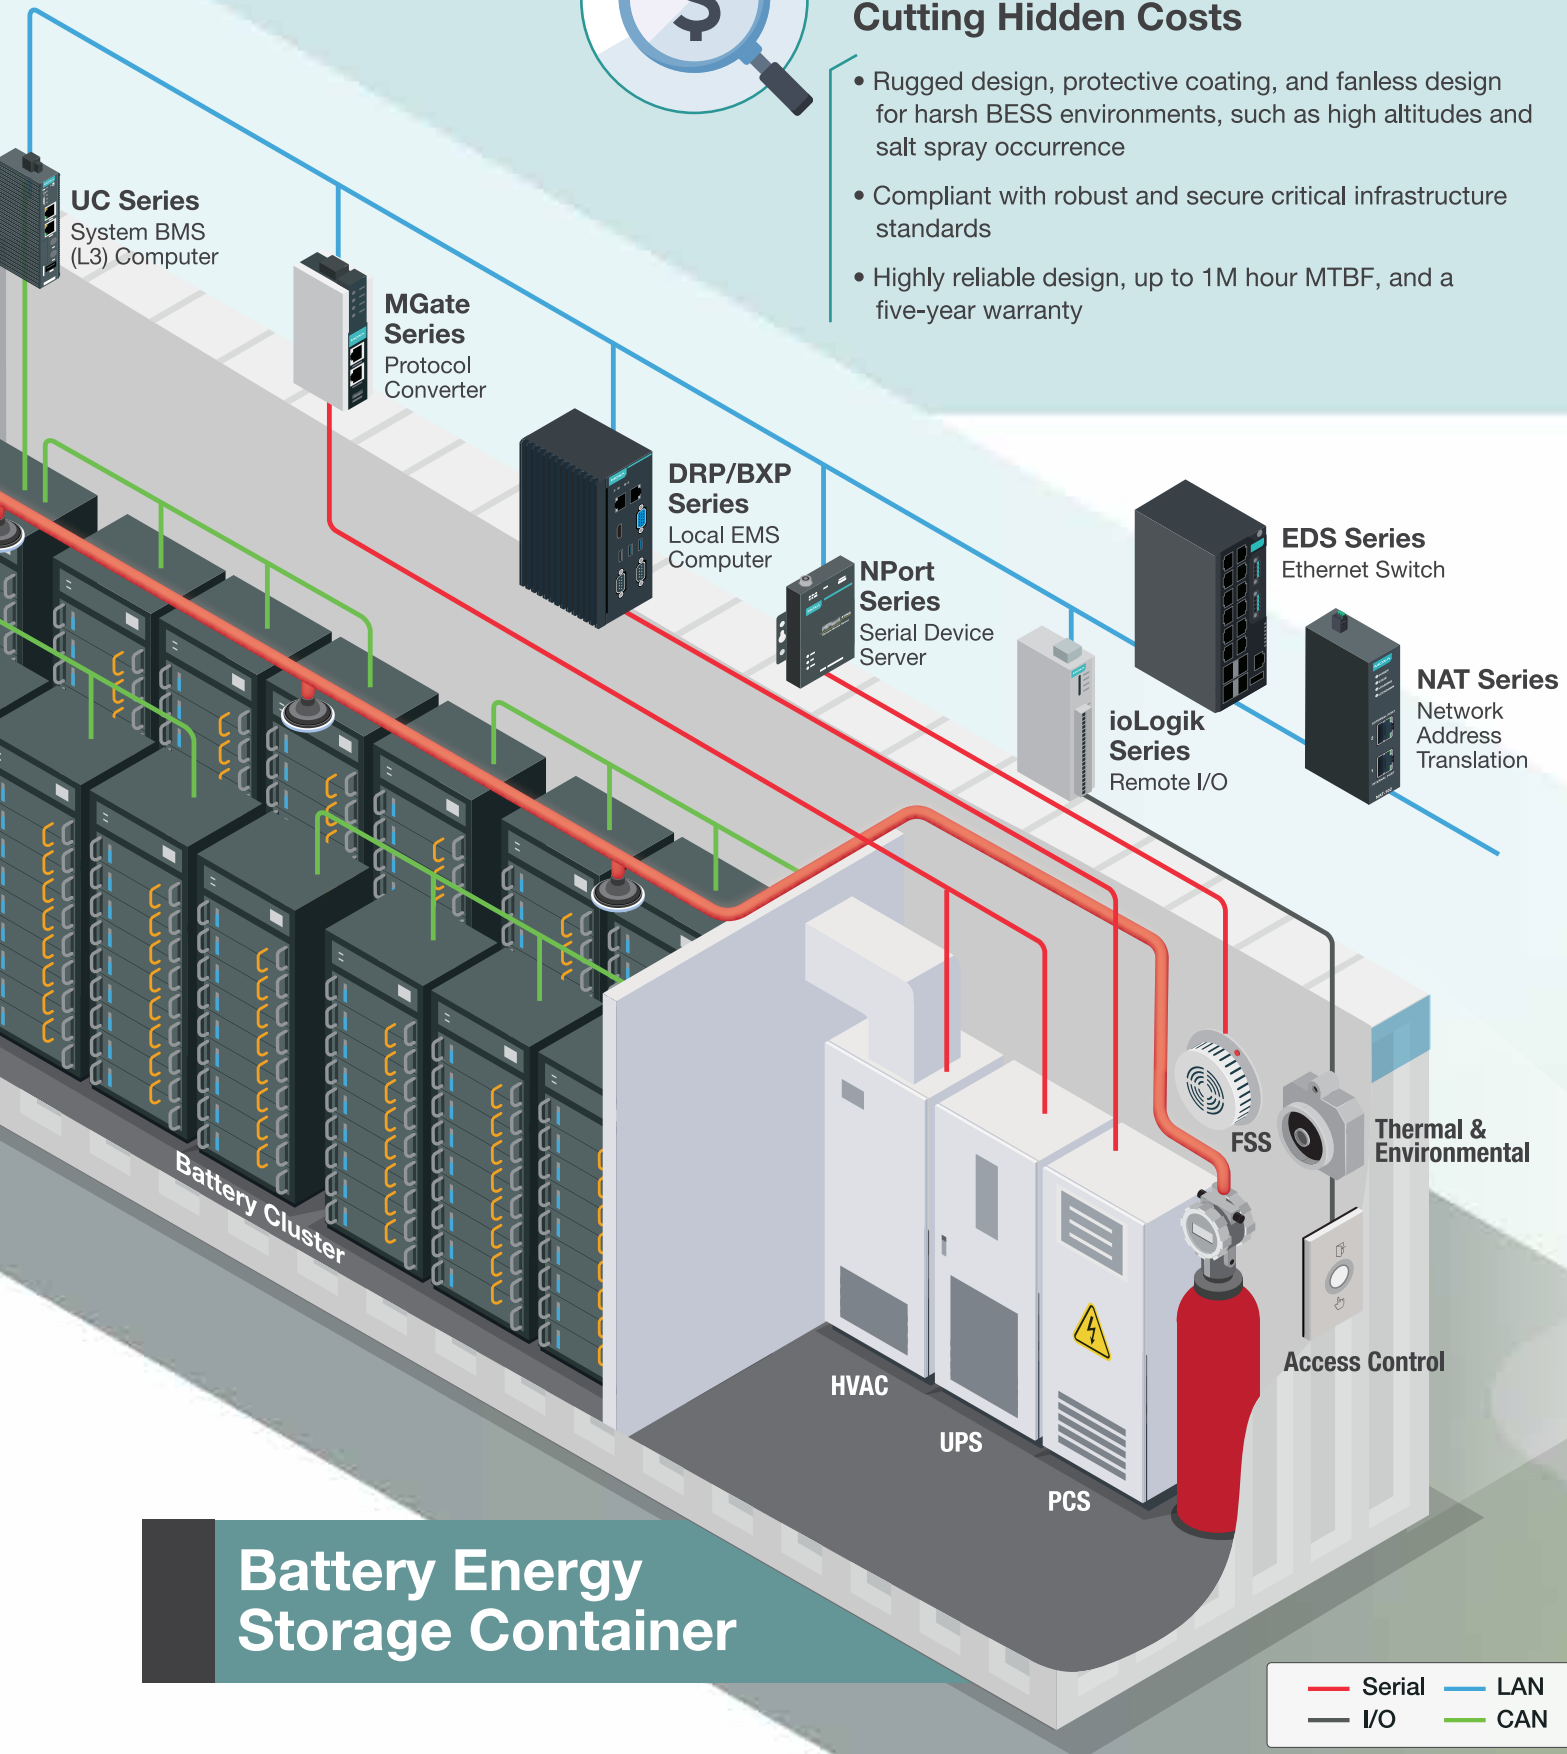 $
Cutting Hidden Costs
• Rugged design, protective coating, and fanless design
for harsh BESS environments, such as high altitudes and
salt spray occurrence
• Compliant with robust and secure critical infrastructure
standards
• Highly reliable design, up to 1M hour MTBF, and a
five-year warranty
UC Series
System BMS
(L3) Computer
MGate
Series
Protocol
Converter
DRP/BXP
Series
Local EMS
Computer
NPort
Series
Serial Device
Server
ioLogik
Series
Remote I/O
EDS Series
Ethernet Switch
NAT Series
Network
Address
Translation
Battery Cluster
HVAC
UPS
PCS
FSS
Thermal &
Environmental
Access Control
Battery Energy
Storage Container
Serial
LAN
I/O
CAN